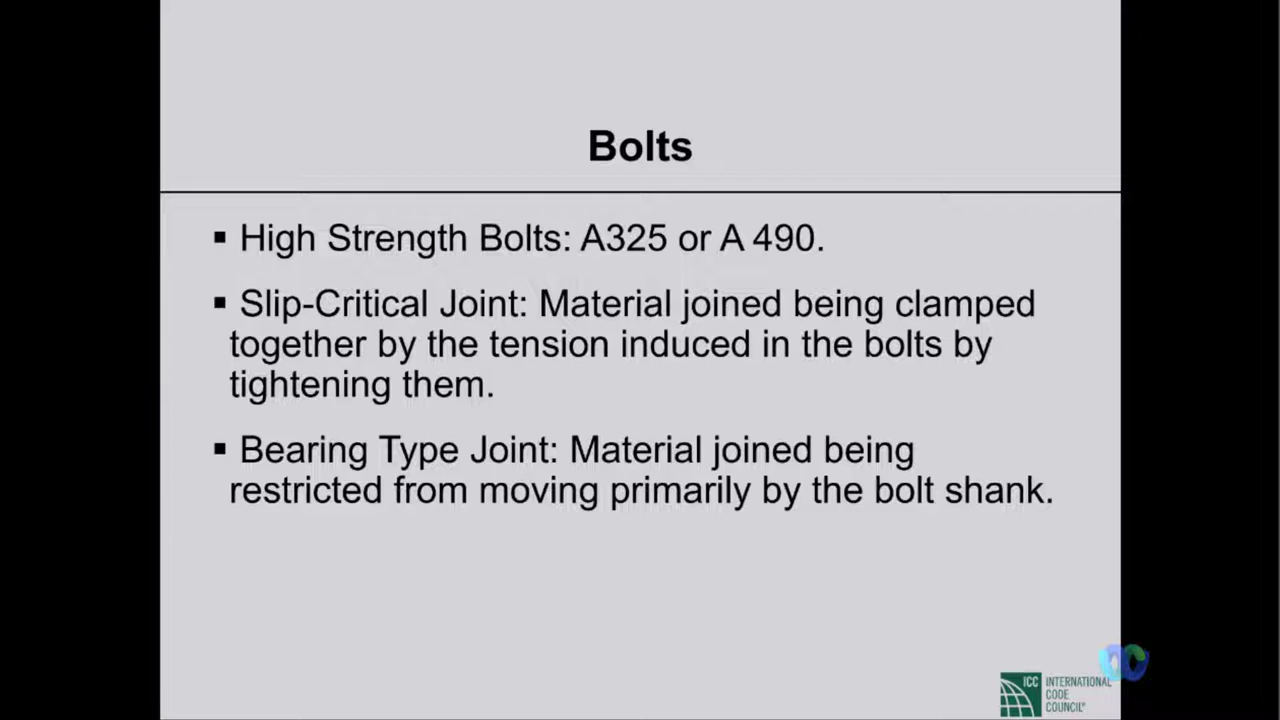 Bolts
▪ High Strength Bolts: A325 or A 490.
▪ Slip-Critical Joint: Material joined being clamped
together by the tension induced in the bolts by
tightening them.
▪ Bearing Type Joint: Material joined being
restricted from moving primarily by the bolt shank.
ICC INTERNATIONAL
CODE
COUNCIL®